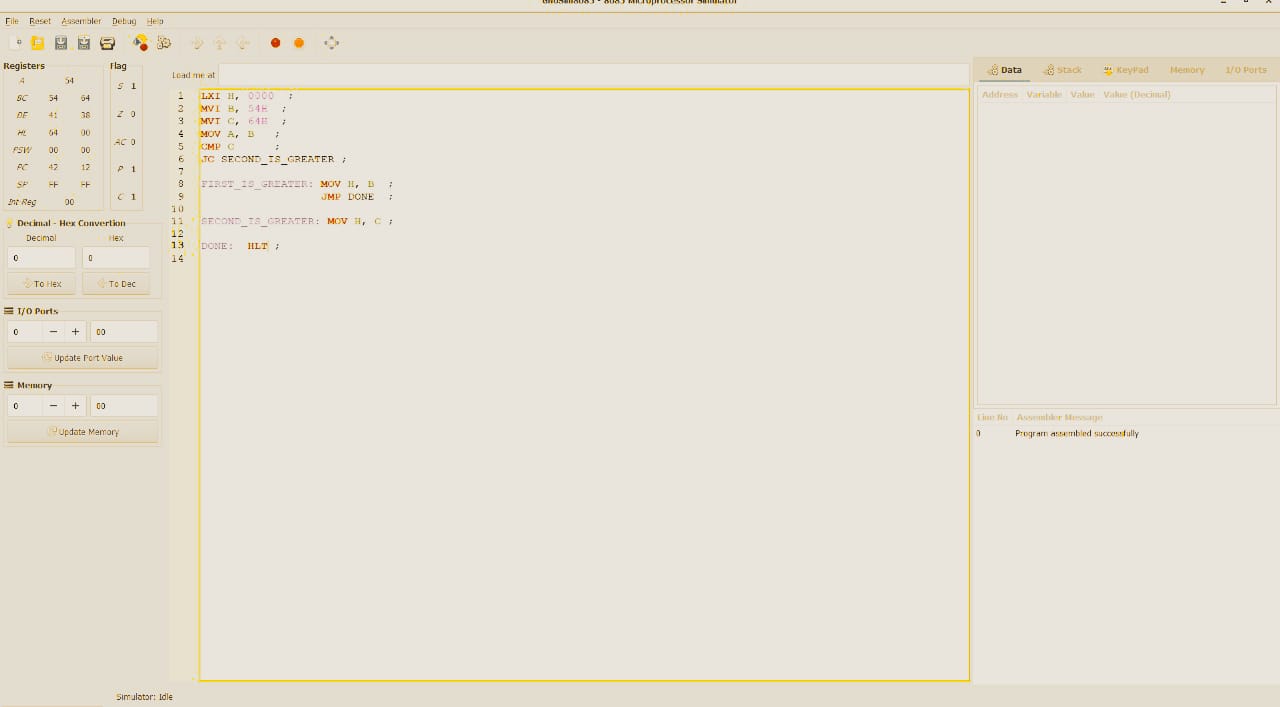 GNUSim8085 - 8085 Microprocessor Simulator
File Reset Assembler Debug Help
Registers
A 54
BC 54 64
DE 41 38
HL 64 00
PSW 00 00
PC 42 12
SP FF FF
Int-Reg 00
Flag
S 1
Z 0
AC 0
P 1
C 1
Decimal - Hex Convertion
Decimal Hex
0 0
To Hex To Dec
I/O Ports
0 − + 00
Update Port Value
Memory
0 − + 00
Update Memory
Load me at
1 LXI H, 0000 ;
2 MVI B, 54H ;
3 MVI C, 64H ;
4 MOV A, B ;
5 CMP C ;
6 JC SECOND_IS_GREATER ;
7
8 FIRST_IS_GREATER: MOV H, B ;
9 JMP DONE ;
10
11 SECOND_IS_GREATER: MOV H, C ;
12
13 DONE: HLT ;
14
Data Stack KeyPad Memory I/O Ports
Address Variable Value Value (Decimal)
Line No Assembler Message
0 Program assembled successfully
Simulator: Idle